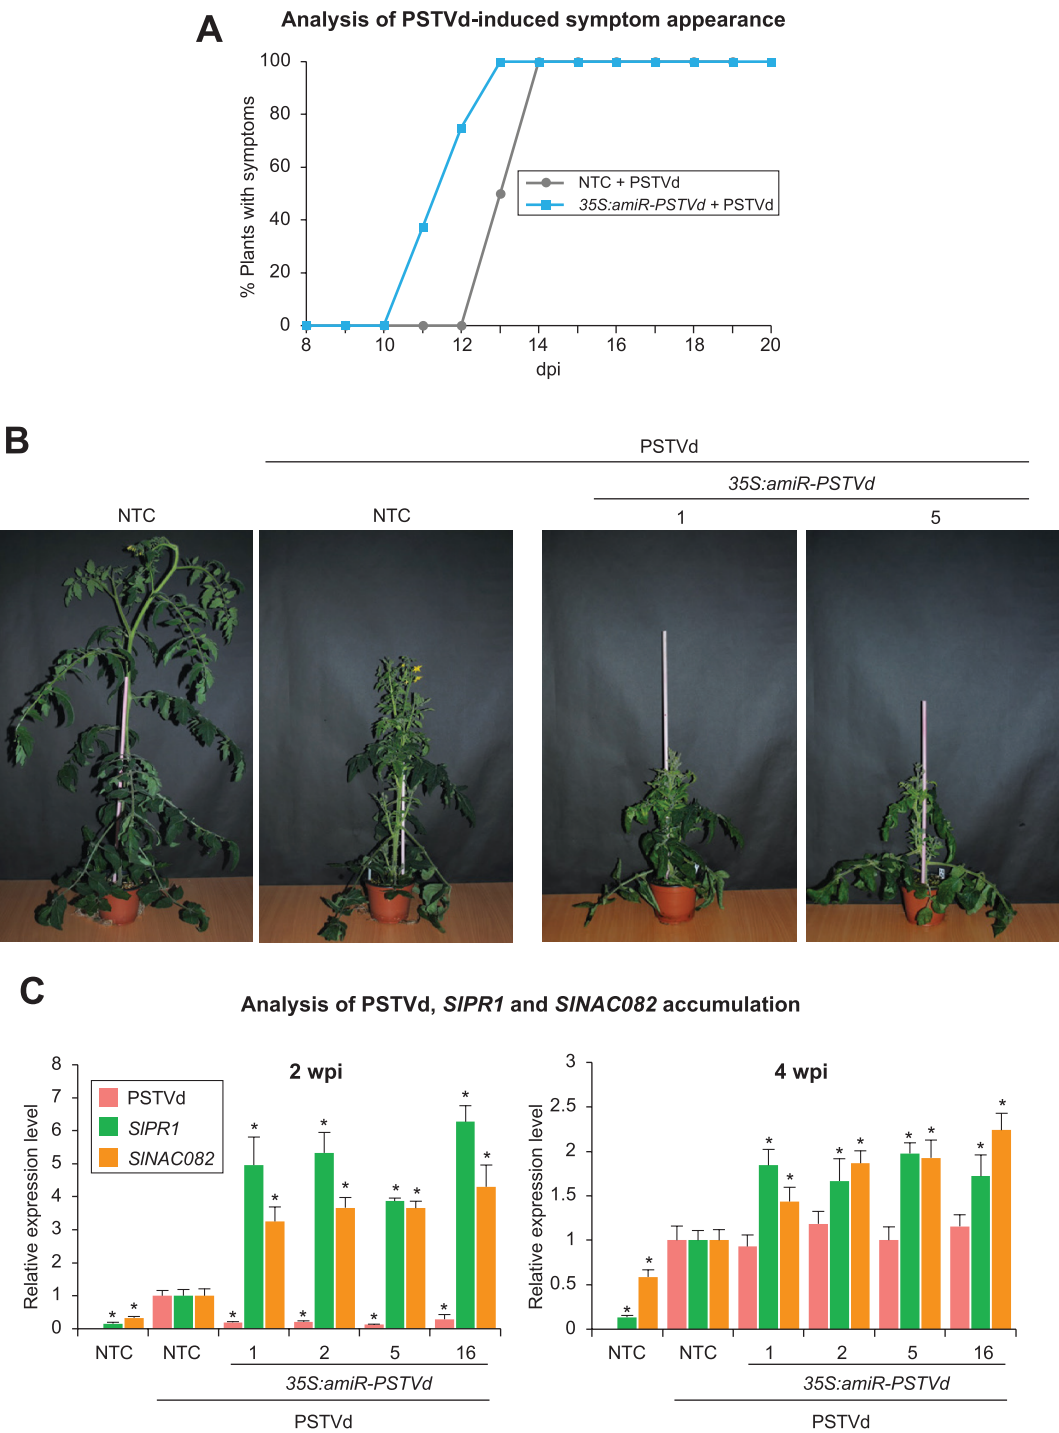 A
Analysis of PSTVd-induced symptom appearance
100
80
60
40
20
0
% Plants with symptoms
NTC + PSTVd
35S:amiR-PSTVd + PSTVd
8 10 12 14 16 18 20
dpi
B
PSTVd
35S:amiR-PSTVd
NTC NTC 1 5
C
Analysis of PSTVd, SlPR1 and SlNAC082 accumulation
2 wpi
8
7
6
5
4
3
2
1
0
Relative expression level
PSTVd
SlPR1
SlNAC082
* * * * * * * * * * * * * *
NTC NTC 1 2 5 16
35S:amiR-PSTVd
PSTVd
4 wpi
3
2.5
2
1.5
1
0.5
0
Relative expression level
* * * * * * * * * *
NTC NTC 1 2 5 16
35S:amiR-PSTVd
PSTVd